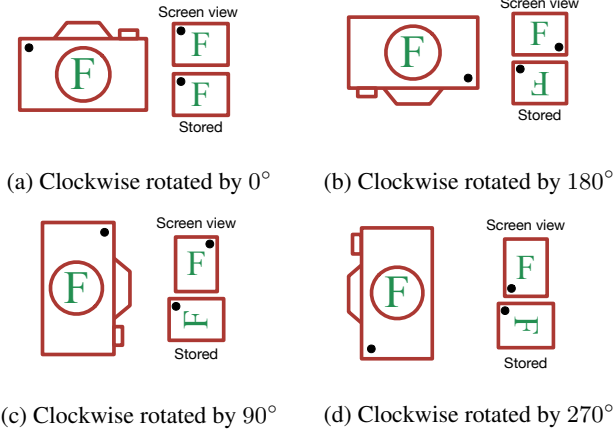 Screen view
F
F
F
Stored
(a) Clockwise rotated by 0°
Screen view
F
F
F
Stored
(b) Clockwise rotated by 180°
Screen view
F
F
F
Stored
(c) Clockwise rotated by 90°
Screen view
F
F
F
Stored
(d) Clockwise rotated by 270°